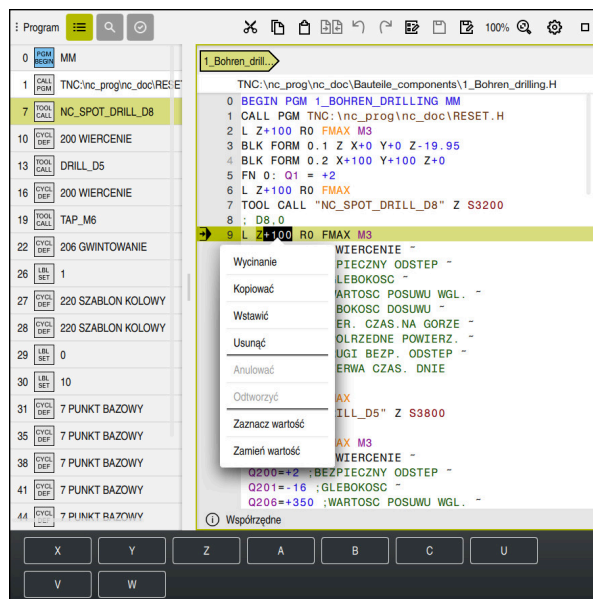 Program
100%
0 PGM BEGIN MM
1 CALL PGM TNC:\nc_prog\nc_doc\RESET
7 TOOL CALL NC_SPOT_DRILL_D8
10 CYCL DEF 200 WIERCENIE
13 TOOL CALL DRILL_D5
16 CYCL DEF 200 WIERCENIE
19 TOOL CALL TAP_M6
22 CYCL DEF 206 GWINTOWANIE
26 LBL SET 1
27 CYCL DEF 220 SZABLON KOLOWY
28 CYCL DEF 220 SZABLON KOLOWY
29 LBL SET 0
30 LBL SET 10
31 CYCL DEF 7 PUNKT BAZOWY
35 CYCL DEF 7 PUNKT BAZOWY
38 CYCL DEF 7 PUNKT BAZOWY
41 CYCL DEF 7 PUNKT BAZOWY
44 CYCL 7 PUNKT BAZOWY
1_Bohren_drill...
TNC:\nc_prog\nc_doc\Bauteile_components\1_Bohren_drilling.H
0 BEGIN PGM 1_BOHREN_DRILLING MM
1 CALL PGM TNC:\nc_prog\nc_doc\RESET.H
2 L Z+100 R0 FMAX M3
3 BLK FORM 0.1 Z X+0 Y+0 Z-19.95
4 BLK FORM 0.2 X+100 Y+100 Z+0
5 FN 0: Q1 = +2
6 L Z+100 R0 FMAX
7 TOOL CALL "NC_SPOT_DRILL_D8" Z S3200
8 ; D8,0
9 L Z+100 R0 FMAX M3
WIERCENIE ~
PIECZNY ODSTEP ~
LEBOKOSC ~
ARTOSC POSUWU WGL. ~
BOKOSC DOSUWU ~
ER. CZAS.NA GORZE ~
OLRZEDNE POWIERZ. ~
UGI BEZP. ODSTEP ~
ERWA CZAS. DNIE
AX
ILL_D5" Z S3800
AX M3
WIERCENIE ~
Q200=+2 ;BEZPIECZNY ODSTEP ~
Q201=-16 ;GLEBOKOSC ~
Q206=+350 ;WARTOSC POSUWU WGL. ~
Wycinanie
Kopiować
Wstawić
Usunąć
Anulować
Odtworzyć
Zaznacz wartość
Zamień wartość
Współrzędne
X Y Z A B C U
V W